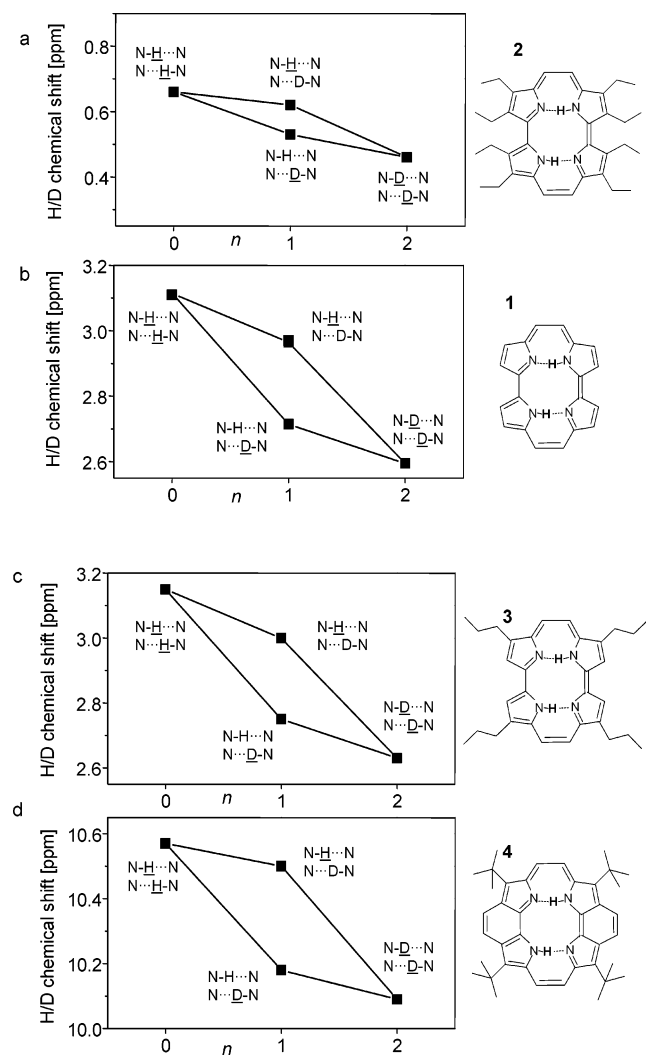 a
H/D chemical shift [ppm]
0.8
0.6
0.4
N-H···N
N···H-N
N-H···N
N···D-N
N-H···N
N···D-N
N-D···N
N···D-N
0 n 1 2
2
N H N
N H N
b
H/D chemical shift [ppm]
3.2
3.0
2.8
2.6
N-H···N
N···H-N
N-H···N
N···D-N
N-H···N
N···D-N
N-D···N
N···D-N
0 n 1 2
1
N H N
N H N
c
H/D chemical shift [ppm]
3.2
3.0
2.8
2.6
N-H···N
N···H-N
N-H···N
N···D-N
N-H···N
N···D-N
N-D···N
N···D-N
0 n 1 2
3
N H N
N H N
d
H/D chemical shift [ppm]
10.6
10.4
10.2
10.0
N-H···N
N···H-N
N-H···N
N···D-N
N-H···N
N···D-N
N-D···N
N···D-N
0 n 1 2
4
N H N
N H N